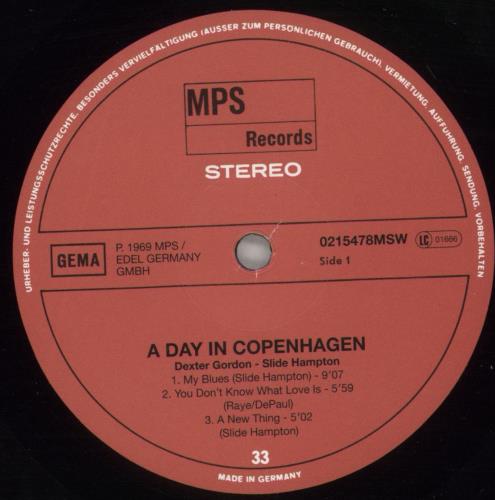 URHEBER- UND LEISTUNGSSCHUTZRECHTE, BESONDERS VERVIELFÄLTIGUNG (AUSSER ZUM PERSÖNLICHEN GEBRAUCH), VERMIETUNG, AUFFÜHRUNG, SENDUNG, VORBEHALTEN
MPS
Records
STEREO
GEMA
P. 1969 MPS /
EDEL GERMANY
GMBH
0215478MSW LC 01666
Side 1
A DAY IN COPENHAGEN
Dexter Gordon - Slide Hampton
1. My Blues (Slide Hampton) - 9'07
2. You Don't Know What Love Is - 5'59
(Raye/DePaul)
3. A New Thing - 5'02
(Slide Hampton)
33
MADE IN GERMANY